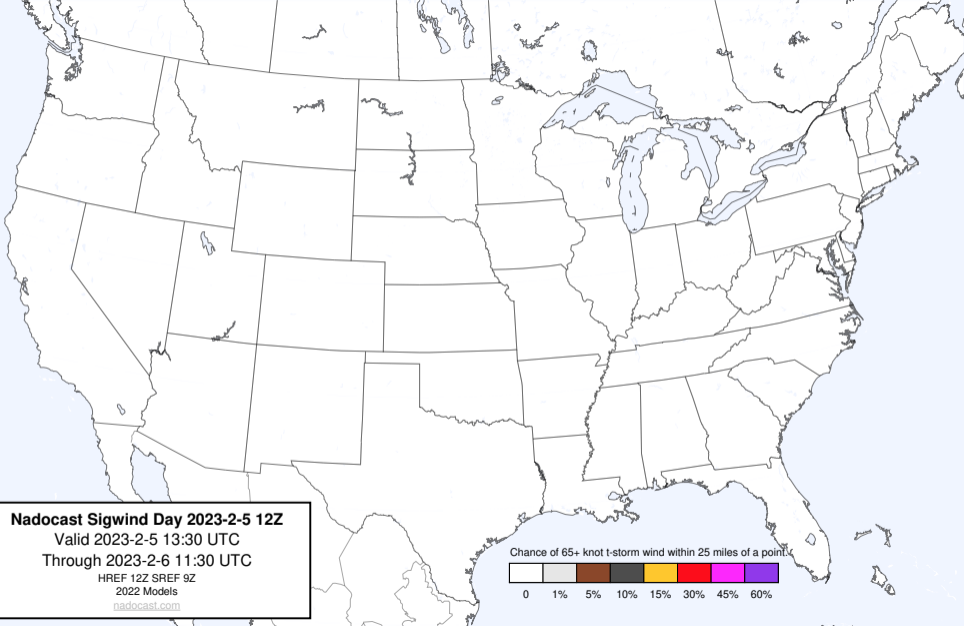 Nadocast Sigwind Day 2023-2-5 12Z
Valid 2023-2-5 13:30 UTC
Through 2023-2-6 11:30 UTC
HREF 12Z SREF 9Z
2022 Models
nadocast.com
Chance of 65+ knot t-storm wind within 25 miles of a point.
0 1% 5% 10% 15% 30% 45% 60%